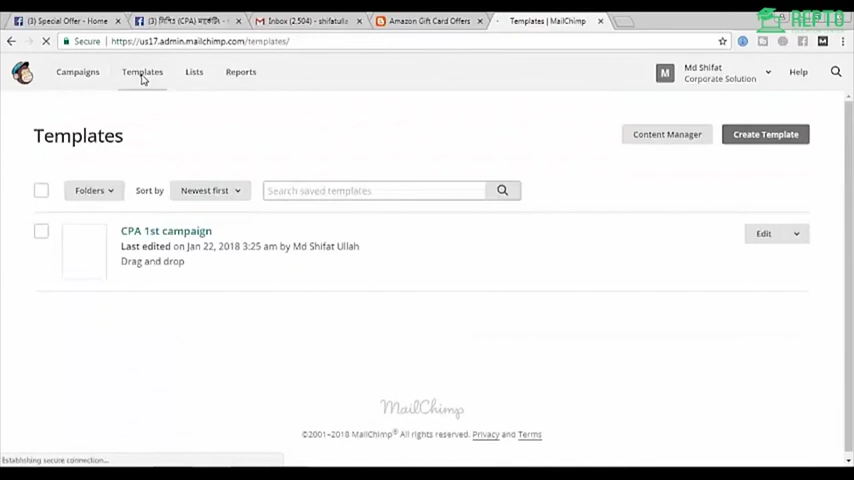 (3) Special Offer - Home
(3) সিপিএ (CPA) মার্কেটিং -
Inbox (2,504) - shifatulla
Amazon Gift Card Offers
Templates | MailChimp
REPTO
Secure
https://us17.admin.mailchimp.com/templates/
Campaigns
Templates
Lists
Reports
M
Md Shifat
Corporate Solution
Help
Templates
Content Manager
Create Template
Folders
Sort by
Newest first
Search saved templates
CPA 1st campaign
Last edited on Jan 22, 2018 3:25 am by Md Shifat Ullah
Drag and drop
Edit
MailChimp
©2001–2018 MailChimp® All rights reserved. Privacy and Terms
Establishing secure connection...